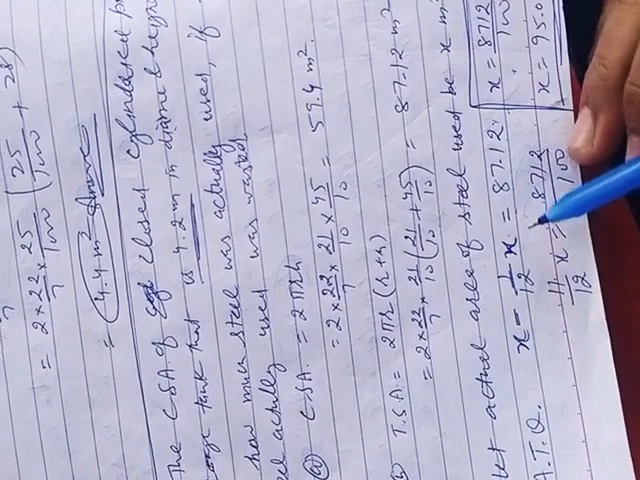 = 2 × 22/7 × 25/100 (25/100 + 28)
= 4.4 m²
The CSA. of closed cylindrical
tank that is 4.2 m in diameter &
how much steel was actually used, if
actually used was wasted
(a) CSA. = 2πrh
= 2 × 22/7 × 21/10 × 45/10 = 59.4 m².
T.S.A. = 2πr(r+h)
= 2 × 22/7 × 21/10 (21/10 + 45/10) = 87.12 m²
Let actual area of steel used be x m
A.T.Q. x - 1/12 x = 87.12.
11/12 x = 8712/100
x = 8712/100
x = 95.0